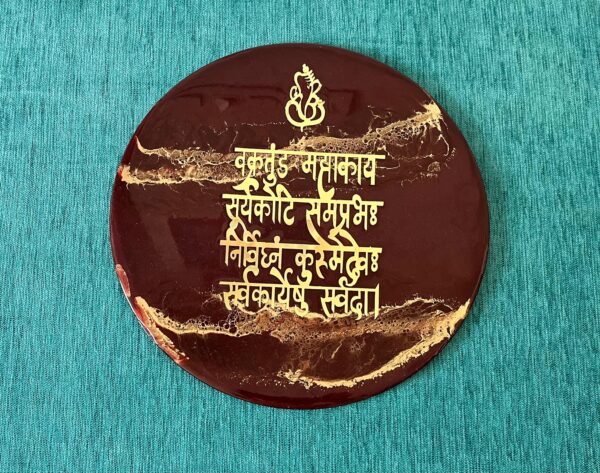 वक्रतुंड महाकाय
सूर्यकोटि समप्रभः
निर्विघ्नं कुरुमेदेवः
सर्वकार्येषु सर्वदा।